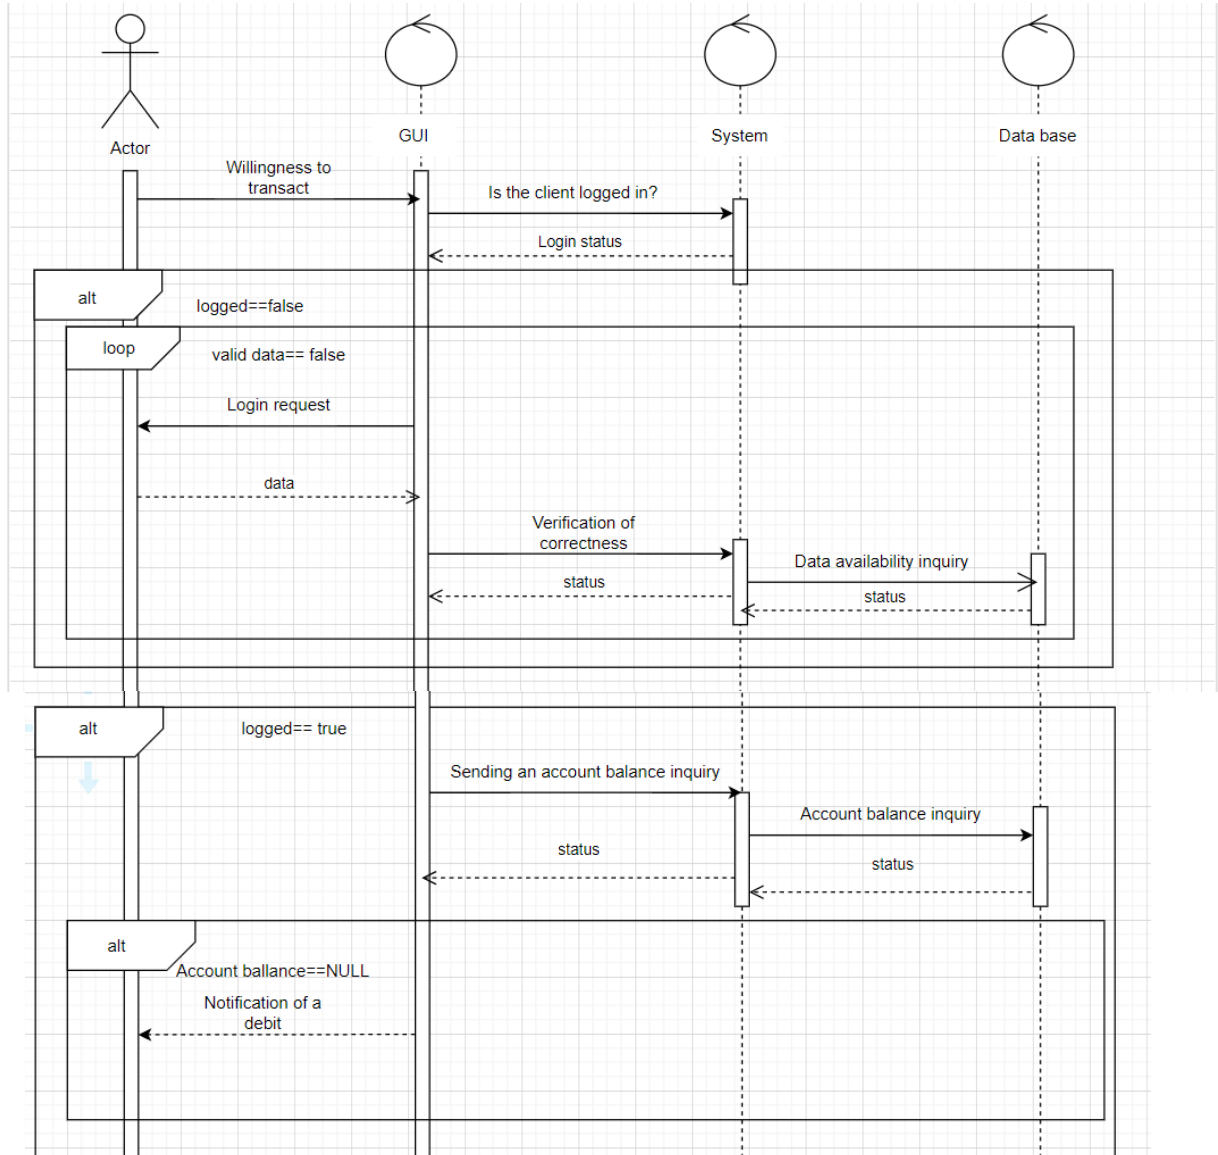 Actor
GUI
System
Data base
Willingness to
transact
Is the client logged in?
Login status
alt
logged==false
loop
valid data== false
Login request
data
Verification of
correctness
Data availability inquiry
status
status
alt
logged== true
Sending an account balance inquiry
Account balance inquiry
status
status
alt
Account ballance==NULL
Notification of a
debit